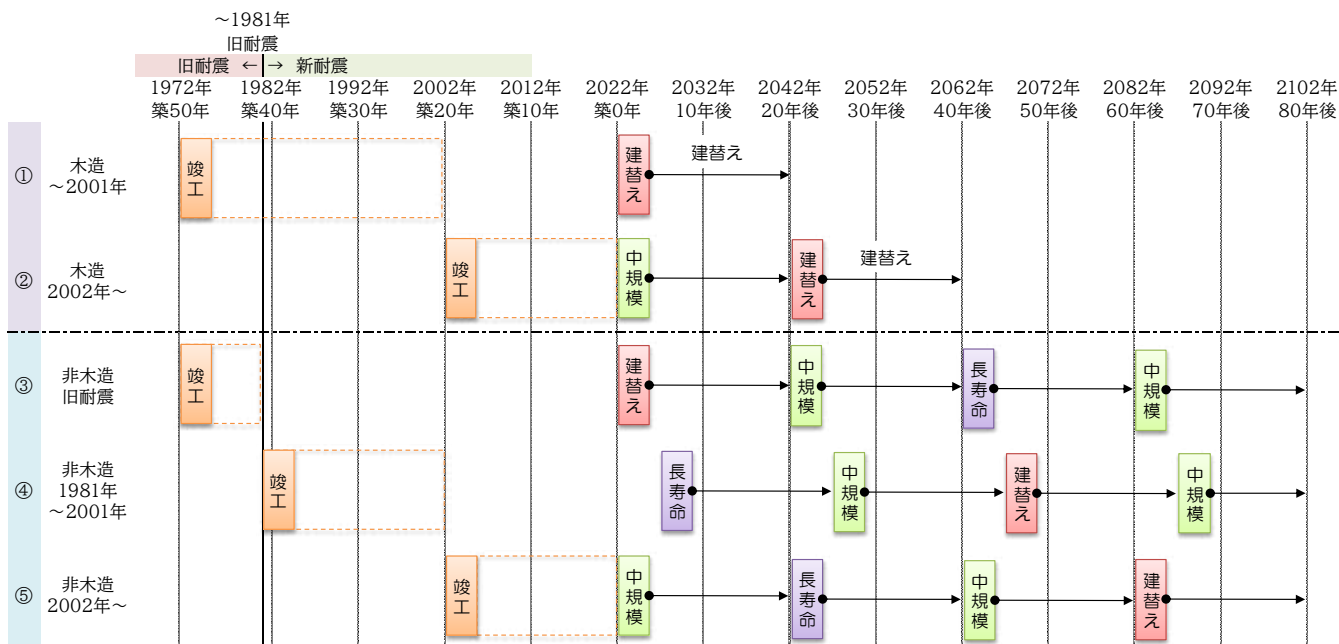 ～1981年
旧耐震
旧耐震 ← → 新耐震
1972年 1982年 1992年 2002年 2012年 2022年 2032年 2042年 2052年 2062年 2072年 2082年 2092年 2102年
築50年 築40年 築30年 築20年 築10年 築0年 10年後 20年後 30年後 40年後 50年後 60年後 70年後 80年後
① 木造
～2001年
竣工
建替え
建替え
② 木造
2002年～
竣工
中規模
建替え
建替え
③ 非木造
旧耐震
竣工
建替え
中規模
長寿命
中規模
④ 非木造
1981年
～2001年
竣工
長寿命
中規模
建替え
中規模
⑤ 非木造
2002年～
竣工
中規模
長寿命
中規模
建替え